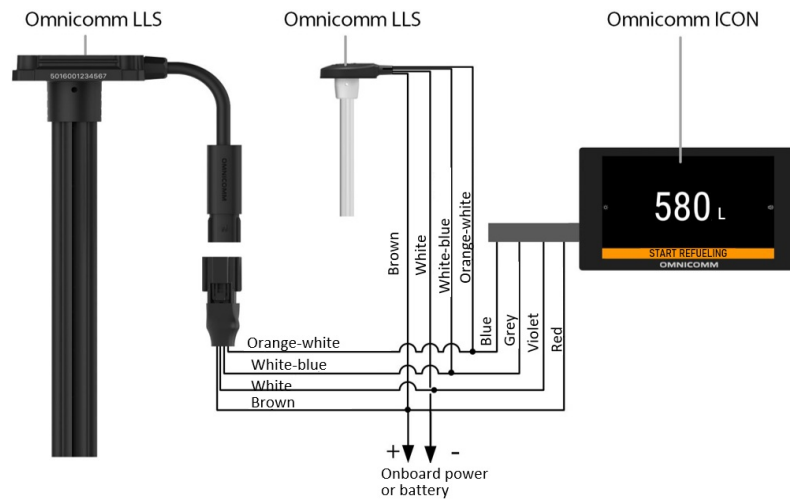 Omnicomm LLS
Omnicomm LLS
Omnicomm ICON
5016001234567
OMNICOMM
580 L
START REFUELING
OMNICOMM
Brown
White
White-blue
Orange-white
Blue
Grey
Violet
Red
Orange-white
White-blue
White
Brown
+ -
Onboard power
or battery